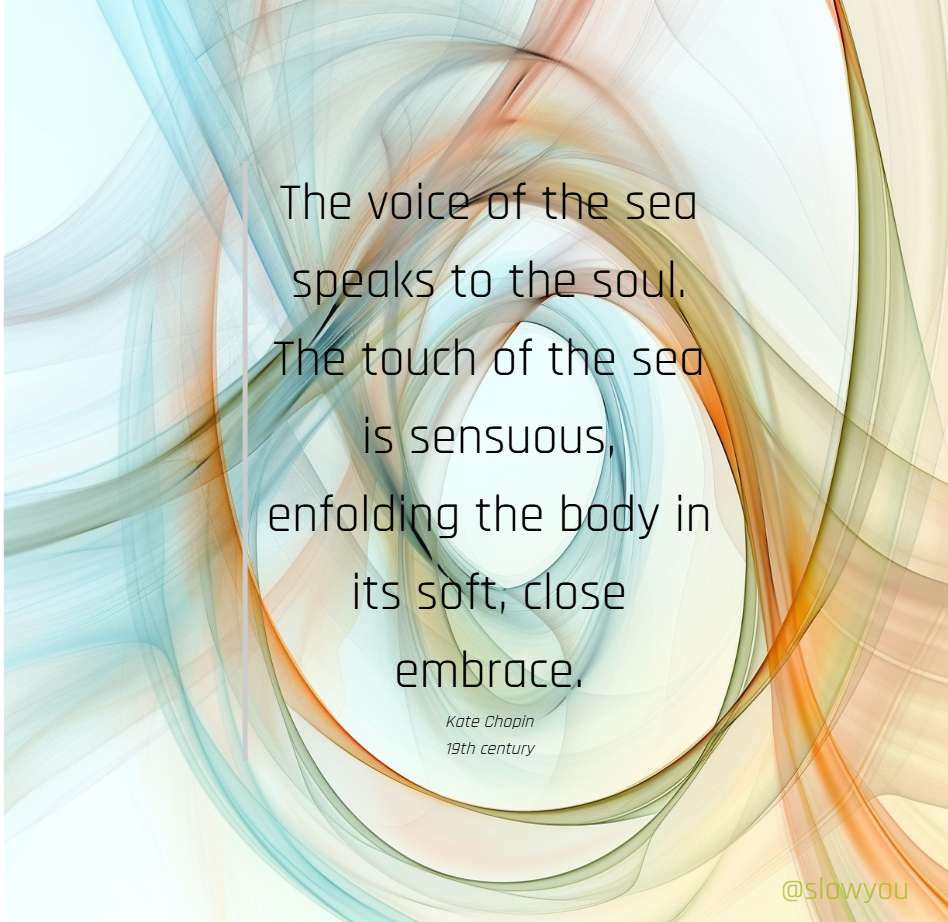 The voice of the sea
speaks to the soul.
The touch of the sea
is sensuous,
enfolding the body in
its soft, close
embrace.
Kate Chopin
19th century
@slowyou